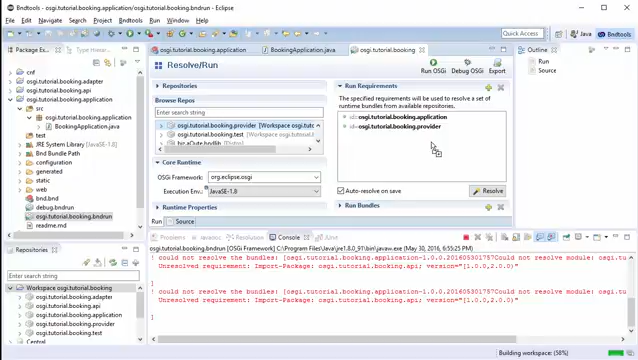 Bndtools - osgi.tutorial.booking.application/osgi.tutorial.booking.bndrun - Eclipse
File Edit Navigate Search Project Bndtools Run Window Help
Quick Access
Java
Bndtools
Package Ex
Type Hierarc
cnf
osgi.tutorial.booking.adapter
osgi.tutorial.booking.api
osgi.tutorial.booking.application
src
osgi.tutorial.booking.application
BookingApplication.java
test
JRE System Library [JavaSE-1.8]
Bnd Bundle Path
configuration
generated
static
web
bnd.bnd
debug.bndrun
osgi.tutorial.booking.bndrun
readme.md
Repositories
Enter search string
Workspace osgi.tutorial.booking
osgi.tutorial.booking.adapter
osgi.tutorial.booking.api
osgi.tutorial.booking.application
osgi.tutorial.booking.provider
osgi.tutorial.booking.test
Central
osgi.tutorial.booking.application
BookingApplication.java
osgi.tutorial.booking
Resolve/Run
Run OSGi
Debug OSGi
Export
Repositories
Browse Repos
Enter search string
osgi.tutorial.booking.provider [Workspace osgi.tut
osgi.tutorial.booking.test [Workspace osgi.tutori
biz.aQute.bndlib
Core Runtime
OSGi Framework: org.eclipse.osgi
Execution Env.: JavaSE-1.8
Runtime Properties
Run Source
Run Requirements
The specified requirements will be used to resolve a set of
runtime bundles from available repositories.
id= osgi.tutorial.booking.application
id= osgi.tutorial.booking.provider
Auto-resolve on save
Resolve
Run Bundles
Outline
Run
Source
Problems Javadoc Resolution Search Console JUnit
osgi.tutorial.booking.bndrun [OSGi Framework] C:\Program Files\Java\jre1.8.0_91\bin\javaw.exe (May 30, 2016, 6:55:25 PM)
! could not resolve the bundles: [osgi.tutorial.booking.application-1.0.0.201605301757 Could not resolve module: osgi.tu
Unresolved requirement: Import-Package: osgi.tutorial.booking.api; version="[1.0.0,2.0.0)"
]
! could not resolve the bundles: [osgi.tutorial.booking.application-1.0.0.201605301757 Could not resolve module: osgi.tu
Unresolved requirement: Import-Package: osgi.tutorial.booking.api; version="[1.0.0,2.0.0)"
]
Building workspace: (58%)